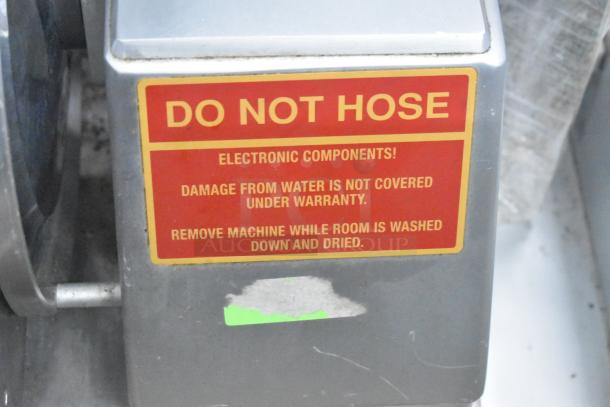 DO NOT HOSE
ELECTRONIC COMPONENTS!
DAMAGE FROM WATER IS NOT COVERED
UNDER WARRANTY.
REMOVE MACHINE WHILE ROOM IS WASHED
DOWN AND DRIED.